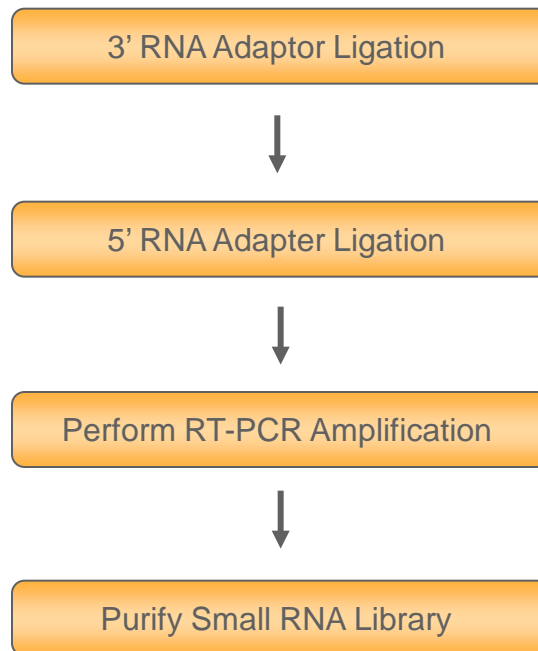 3’ RNA Adaptor Ligation
5’ RNA Adapter Ligation
Perform RT-PCR Amplification
Purify Small RNA Library